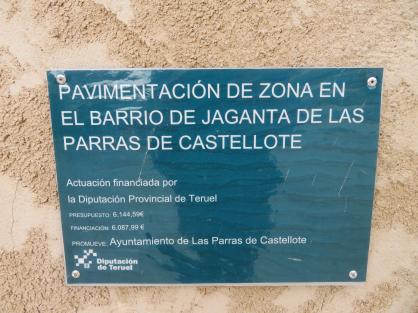 PAVIMENTACIÓN DE ZONA EN
EL BARRIO DE JAGANTA DE LAS
PARRAS DE CASTELLOTE
Actuación financiada por
la Diputación Provincial de Teruel
PRESUPUESTO: 6.144,59€
FINANCIACIÓN: 6.087,99 €
PROMUEVE: Ayuntamiento de Las Parras de Castellote
Diputación
de Teruel